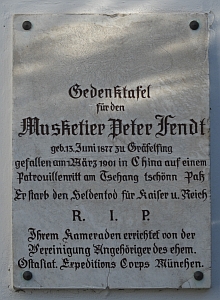 Gedenktafel
für den
Musketier Peter Fendt
geb. 13. Juni 1877 zu Gräfelfing
gefallen am März 1901 in China auf einem
Patrouillenritt am Tschang tschönn Paß
Er starb den Heldentod für Kaiser u. Reich
R. I. P.
Ihrem Kameraden errichtet von der
Vereinigung Angehöriger des ehem.
Ostasiat. Expeditions Corps München.